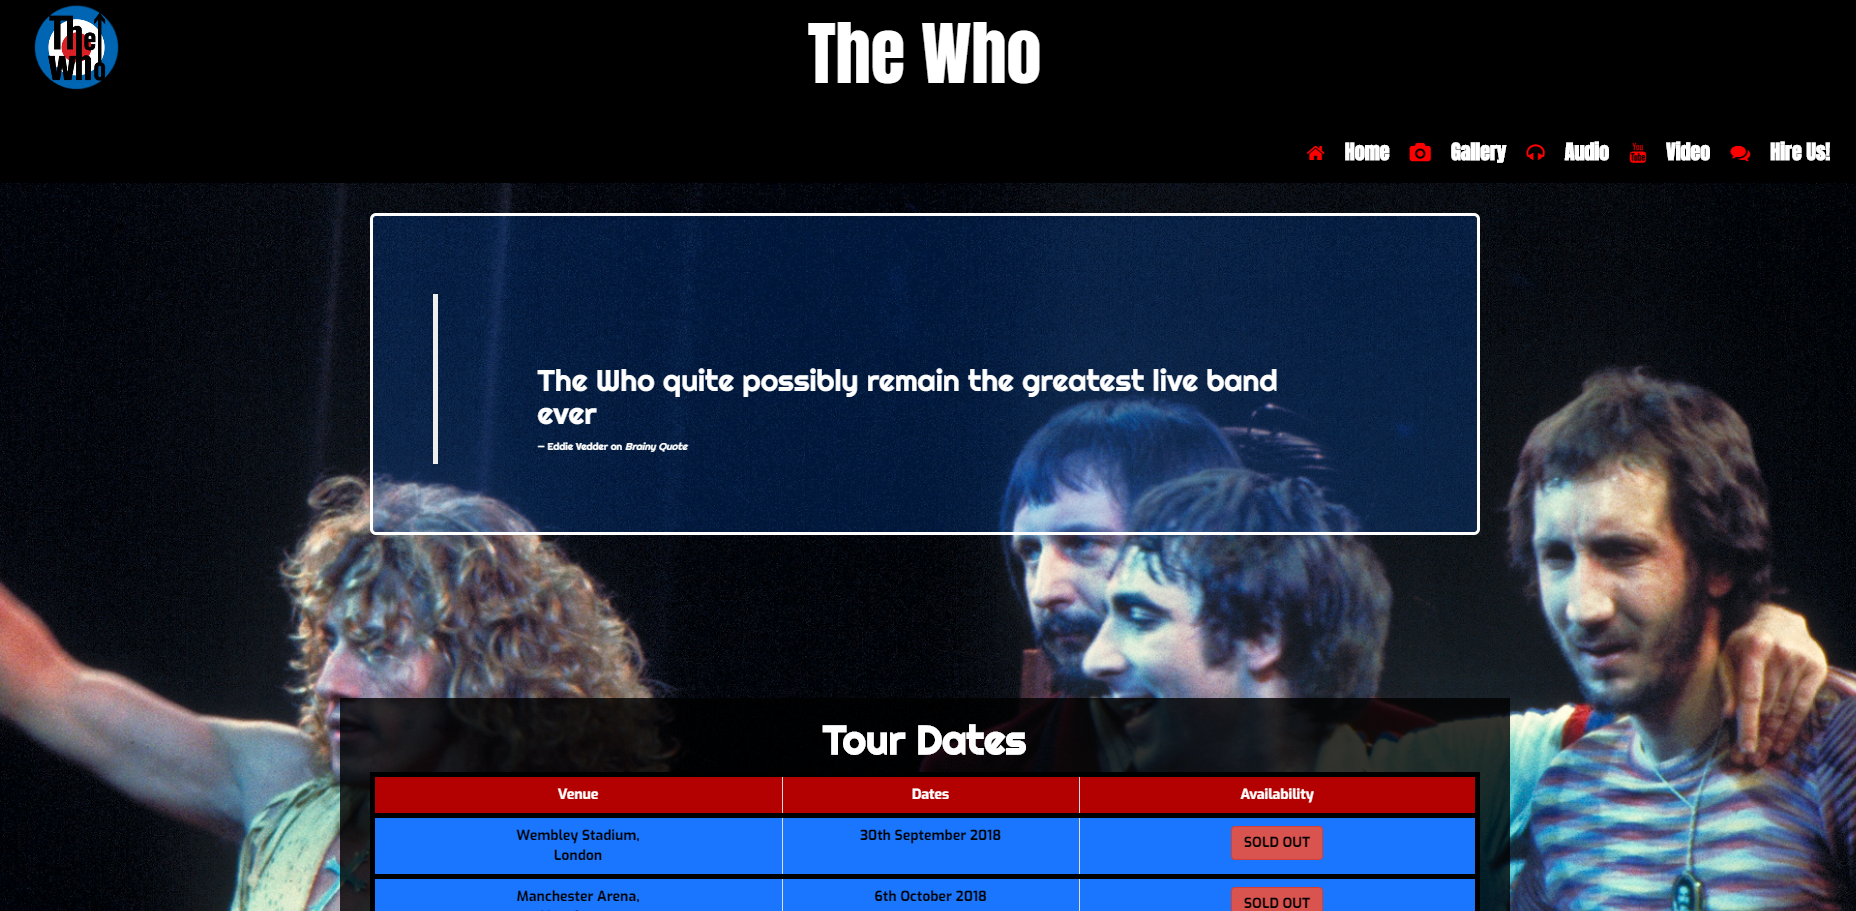 The
Who
The Who
You
Tube
Home Gallery Audio Video Hire Us!
The Who quite possibly remain the greatest live band
ever
— Eddie Vedder on Brainy Quote
Tour Dates
Venue Dates Availability
Wembley Stadium, 30th September 2018 SOLD OUT
London
Manchester Arena, 6th October 2018 SOLD OUT